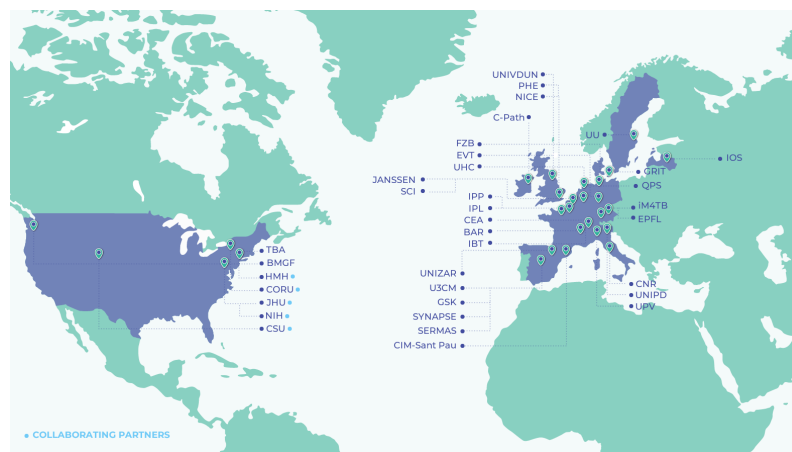 UNIVDUN
PHE
NICE
C-Path
UU
FZB
EVT
UHC
IOS
GRIT
JANSSEN
SCI
QPS
IPP
IPL
CEA
BAR
IBT
iM4TB
EPFL
TBA
BMGF
HMH
CORU
JHU
NIH
CSU
UNIZAR
U3CM
GSK
SYNAPSE
SERMAS
CIM-Sant Pau
CNR
UNIPD
UPV
COLLABORATING PARTNERS